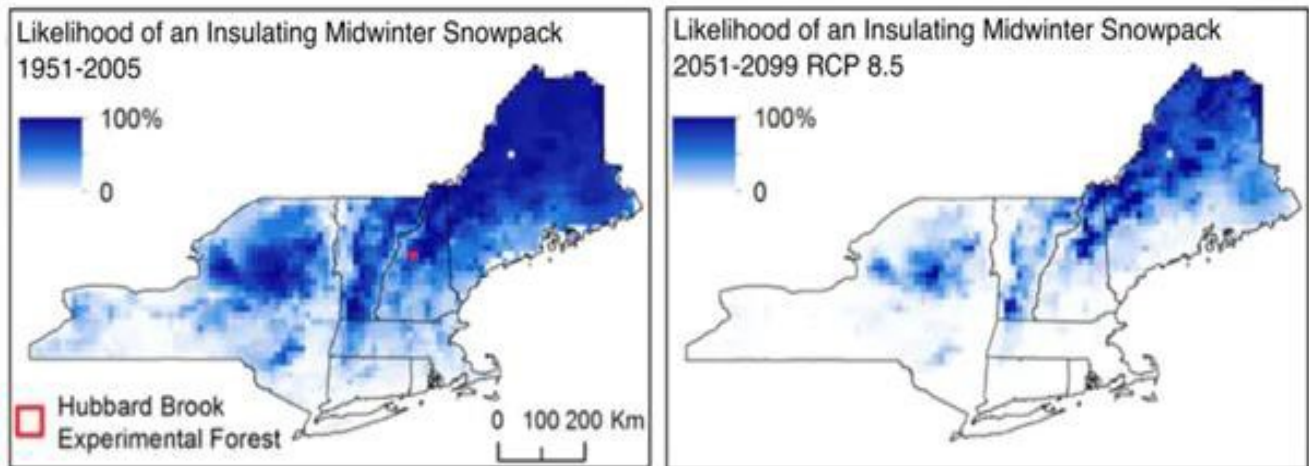 Likelihood of an Insulating Midwinter Snowpack
1951-2005
100%
0
Hubbard Brook
Experimental Forest
0 100 200 Km
Likelihood of an Insulating Midwinter Snowpack
2051-2099 RCP 8.5
100%
0